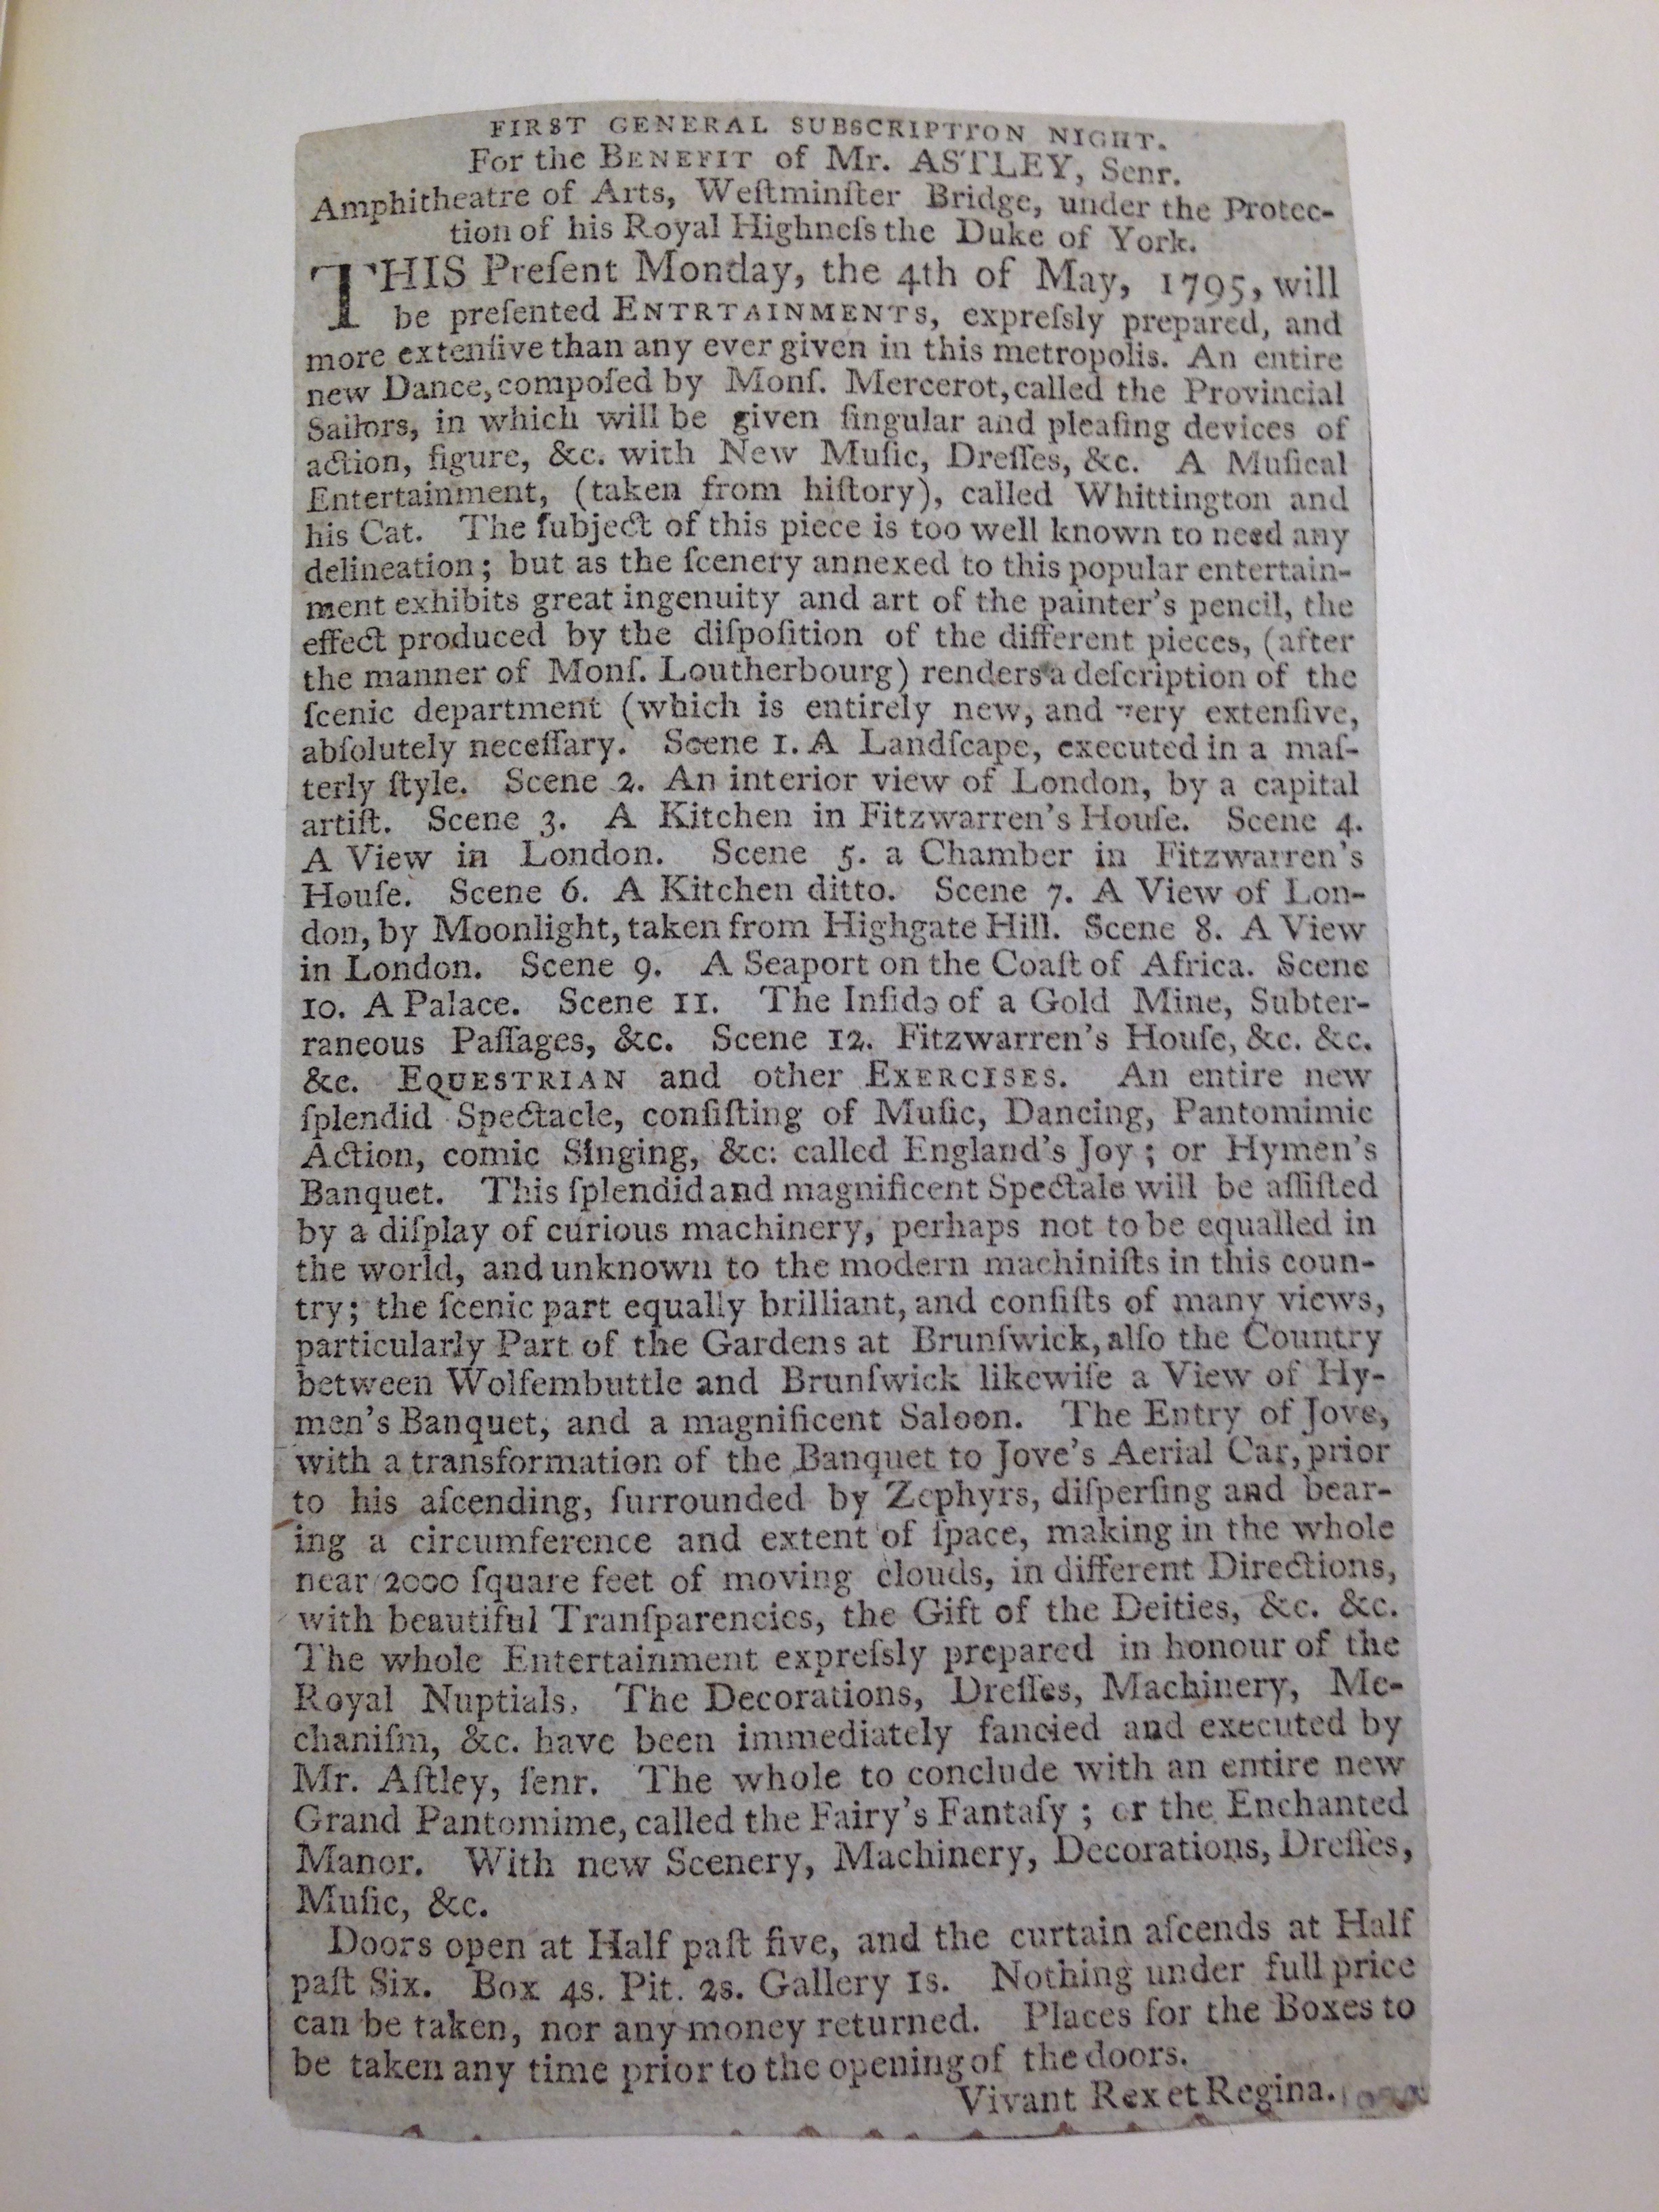 FIRST GENERAL SUBSCRIPTION NIGHT.
For the BENEFIT of Mr. ASTLEY, Senr.
Amphitheatre of Arts, Weſtminſter Bridge, under the Protec-
tion of his Royal Highneſs the Duke of York.
THIS Preſent Monday, the 4th of May, 1795, will
be preſented ENTRTAINMENTS, expreſsly prepared, and
more extenſive than any ever given in this metropolis. An entire
new Dance, compoſed by Monſ. Mercerot, called the Provincial
Sailors, in which will be given ſingular and pleaſing devices of
action, figure, &c. with New Muſic, Dreſſes, &c. A Muſical
Entertainment, (taken from hiſtory), called Whittington and
his Cat. The ſubject of this piece is too well known to need any
delineation; but as the ſcenery annexed to this popular entertain-
ment exhibits great ingenuity and art of the painter's pencil, the
effect produced by the diſpoſition of the different pieces, (after
the manner of Monſ. Loutherbourg) renders a deſcription of the
ſcenic department (which is entirely new, and very extenſive,
abſolutely neceſſary. Scene 1. A Landſcape, executed in a maſ-
terly ſtyle. Scene 2. An interior view of London, by a capital
artiſt. Scene 3. A Kitchen in Fitzwarren's Houſe. Scene 4.
A View in London. Scene 5. a Chamber in Fitzwarren's
Houſe. Scene 6. A Kitchen ditto. Scene 7. A View of Lon-
don, by Moonlight, taken from Highgate Hill. Scene 8. A View
in London. Scene 9. A Seaport on the Coaſt of Africa. Scene
10. A Palace. Scene 11. The Inſide of a Gold Mine, Subter-
raneous Paſſages, &c. Scene 12. Fitzwarren's Houſe, &c. &c.
&c. EQUESTRIAN and other EXERCISES. An entire new
ſplendid Spectacle, conſiſting of Muſic, Dancing, Pantomimic
Action, comic Singing, &c: called England's Joy; or Hymen's
Banquet. This ſplendid and magnificent Spectale will be aſſiſted
by a diſplay of curious machinery, perhaps not to be equalled in
the world, and unknown to the modern machiniſts in this coun-
try; the ſcenic part equally brilliant, and conſiſts of many views,
particularly Part of the Gardens at Brunſwick, alſo the Country
between Wolfembuttle and Brunſwick likewiſe a View of Hy-
men's Banquet, and a magnificent Saloon. The Entry of Jove,
with a transformation of the Banquet to Jove's Aerial Car, prior
to his aſcending, ſurrounded by Zephyrs, diſperſing and bear-
ing a circumference and extent of ſpace, making in the whole
near 2000 ſquare feet of moving clouds, in different Directions,
with beautiful Tranſparencies, the Gift of the Deities, &c. &c.
The whole Entertainment expreſsly prepared in honour of the
Royal Nuptials. The Decorations, Dreſſes, Machinery, Me-
chaniſm, &c. have been immediately fancied and executed by
Mr. Aſtley, ſenr. The whole to conclude with an entire new
Grand Pantomime, called the Fairy's Fantaſy; or the Enchanted
Manor. With new Scenery, Machinery, Decorations, Dreſſes,
Muſic, &c.
Doors open at Half paſt five, and the curtain aſcends at Half
paſt Six. Box 4s. Pit. 2s. Gallery 1s. Nothing under full price
can be taken, nor any money returned. Places for the Boxes to
be taken any time prior to the opening of the doors.
Vivant Rex et Regina.